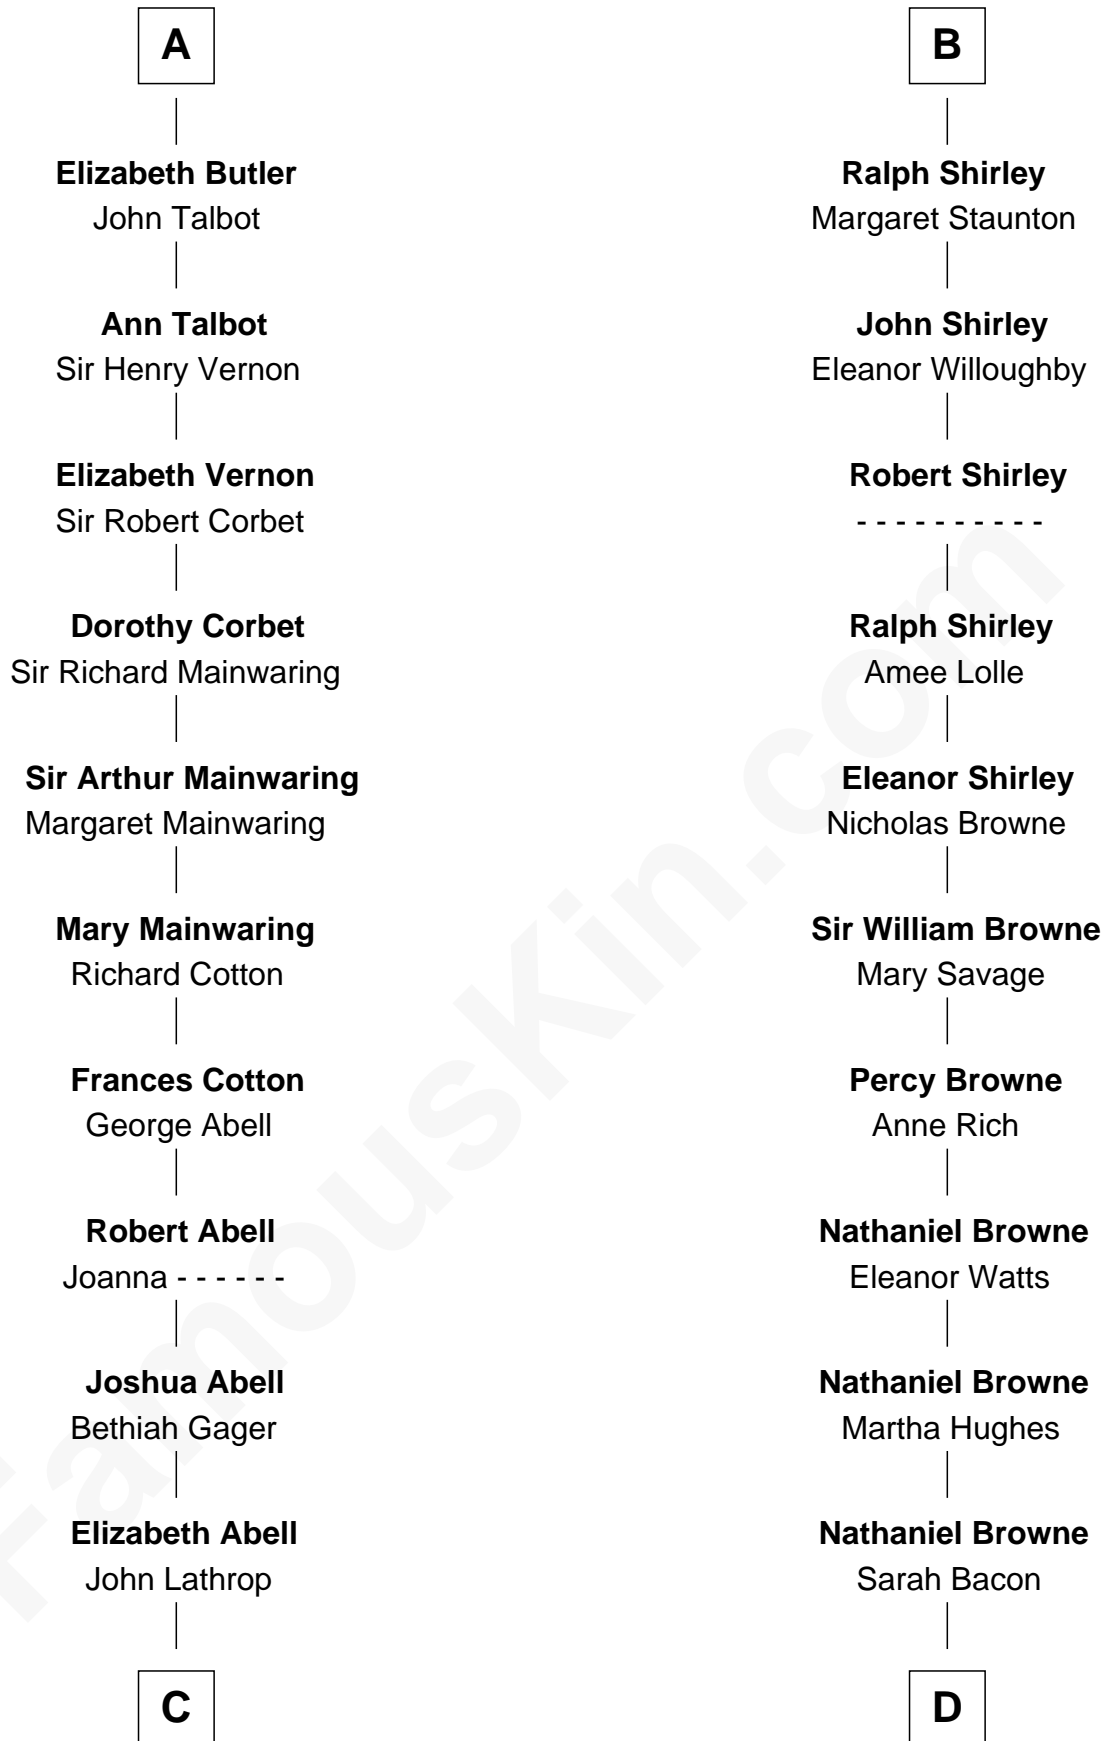 A
Elizabeth Butler
John Talbot
Ann Talbot
Sir Henry Vernon
Elizabeth Vernon
Sir Robert Corbet
Dorothy Corbet
Sir Richard Mainwaring
Sir Arthur Mainwaring
Margaret Mainwaring
Mary Mainwaring
Richard Cotton
Frances Cotton
George Abell
Robert Abell
Joanna - - - - - -
Joshua Abell
Bethiah Gager
Elizabeth Abell
John Lathrop
C
B
Ralph Shirley
Margaret Staunton
John Shirley
Eleanor Willoughby
Robert Shirley
- - - - - - - - - -
Ralph Shirley
Amee Lolle
Eleanor Shirley
Nicholas Browne
Sir William Browne
Mary Savage
Percy Browne
Anne Rich
Nathaniel Browne
Eleanor Watts
Nathaniel Browne
Martha Hughes
Nathaniel Browne
Sarah Bacon
D
FamousKin.com